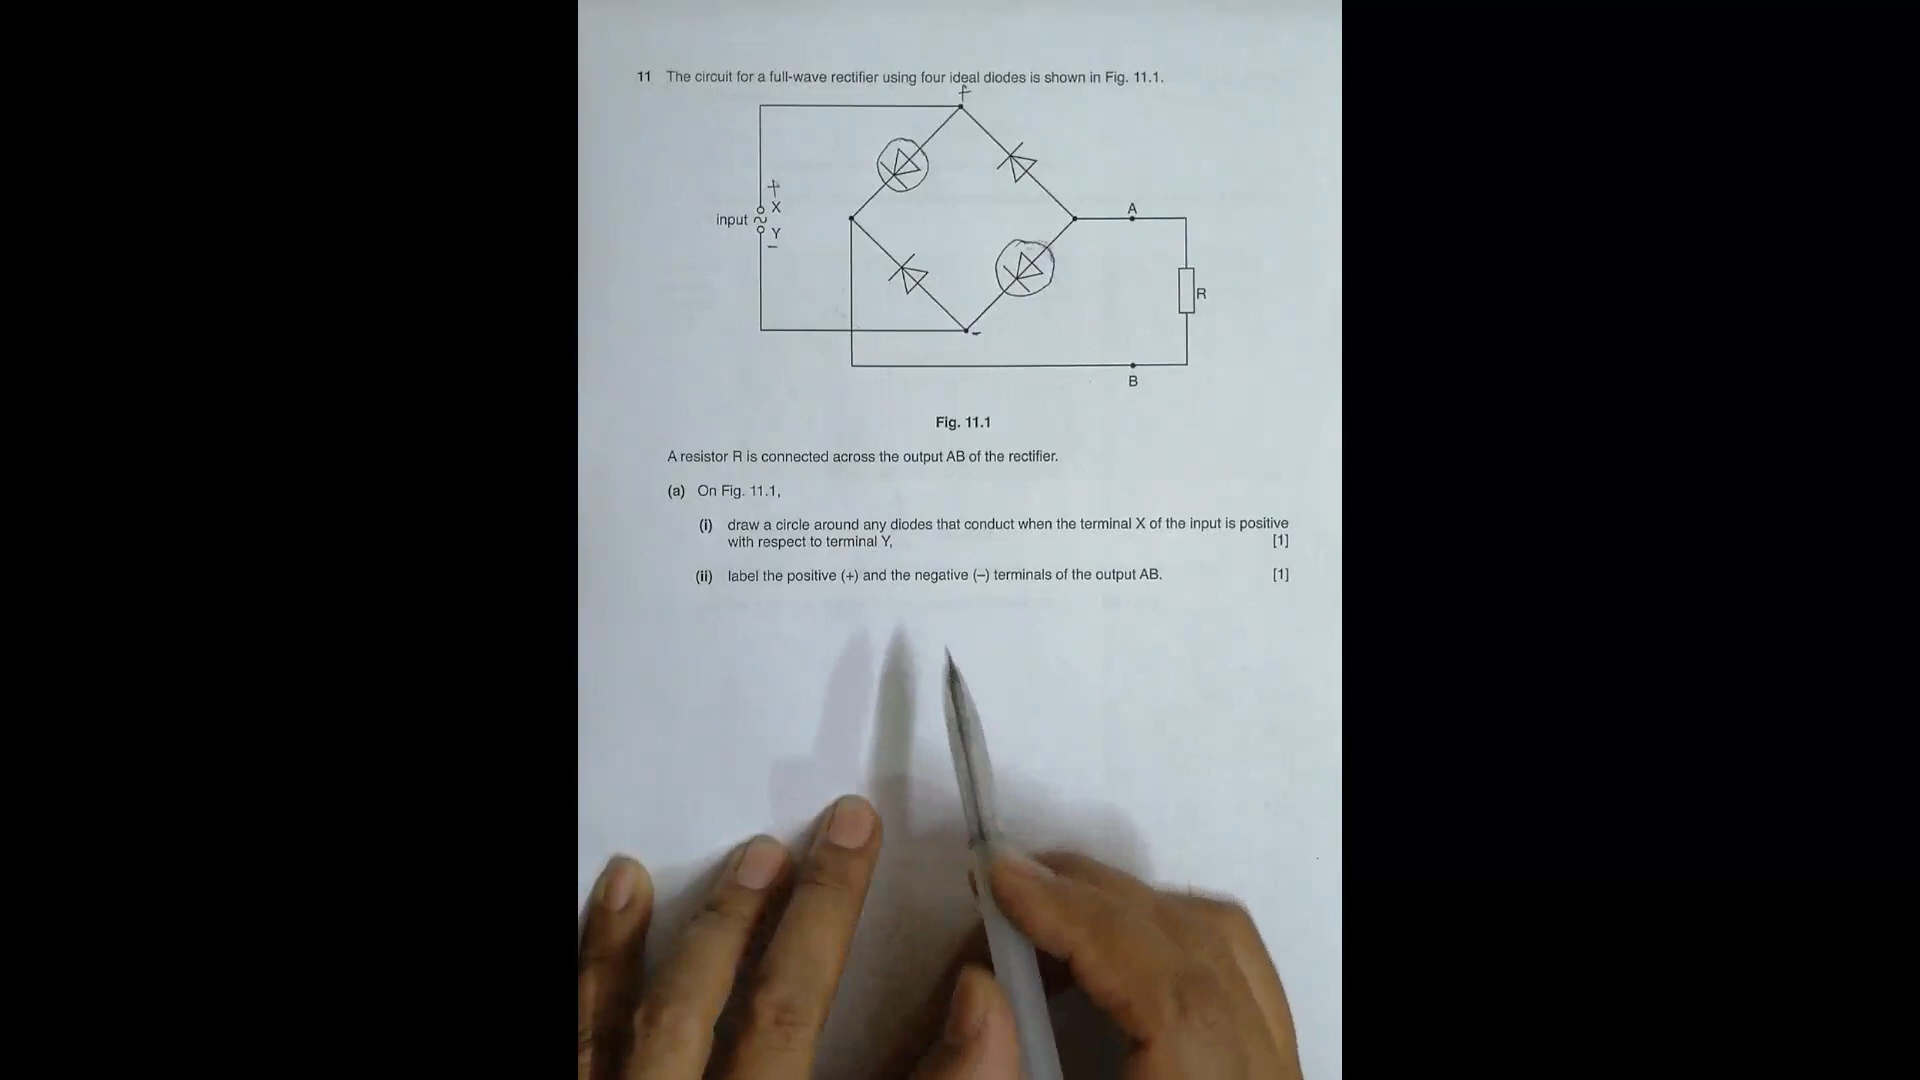 11 The circuit for a full-wave rectifier using four ideal diodes is shown in Fig. 11.1.
+
+
X
input ~
Y
–
A
R
-
B
Fig. 11.1
A resistor R is connected across the output AB of the rectifier.
(a) On Fig. 11.1,
(i) draw a circle around any diodes that conduct when the terminal X of the input is positive
with respect to terminal Y, [1]
(ii) label the positive (+) and the negative (–) terminals of the output AB. [1]